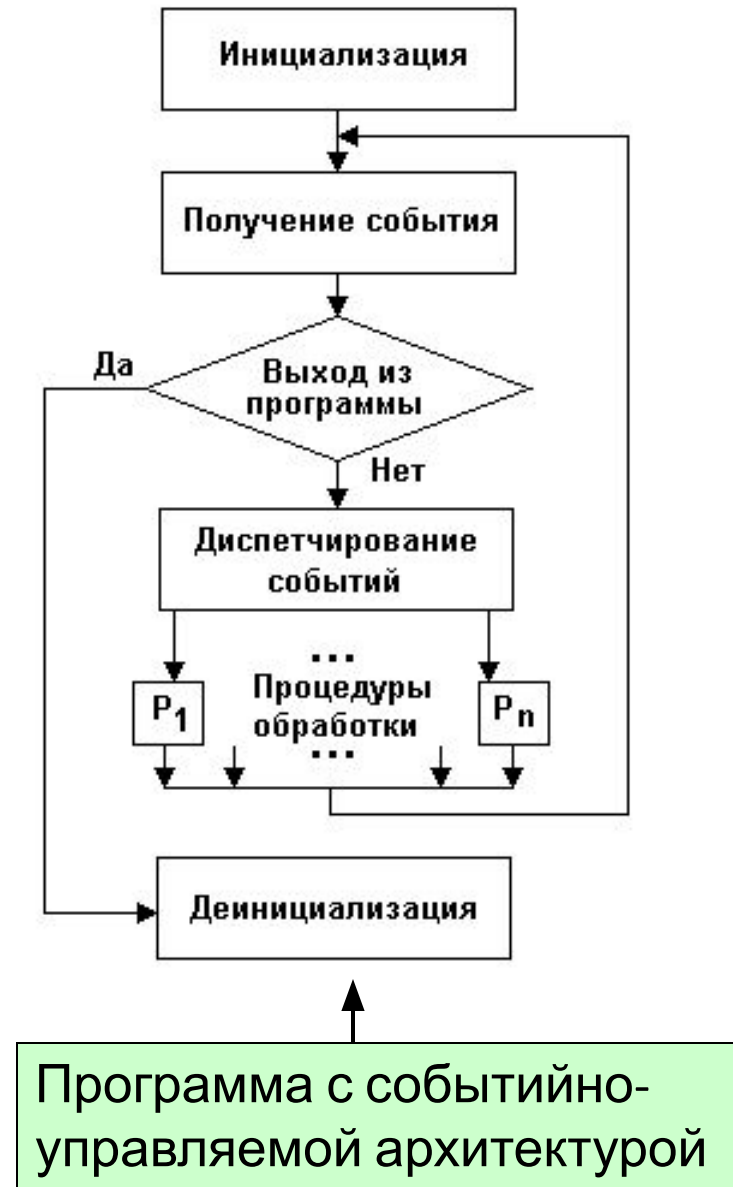 Инициализация
Получение события
Да
Выход из
программы
Нет
Диспетчирование
событий
...
Процедуры
P1
Pn
обработки
...
Деинициализация
Программа с событийно-
управляемой архитектурой